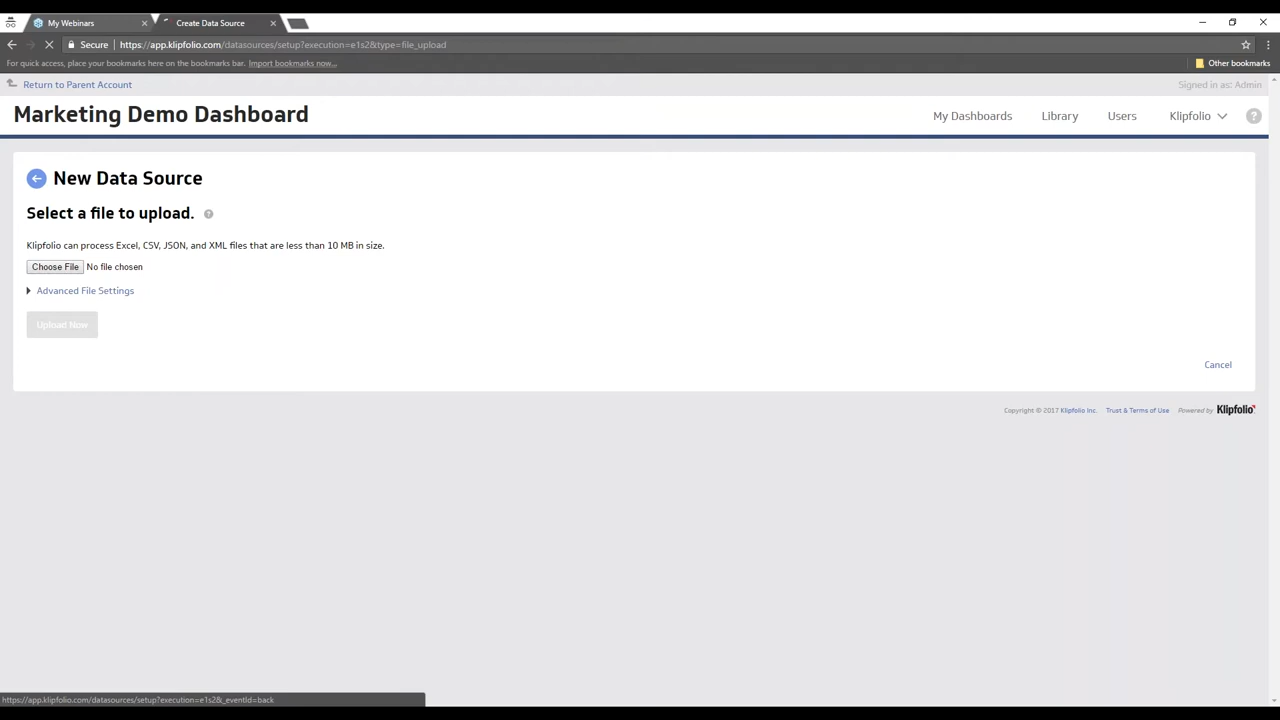 My Webinars
Create Data Source
Secure
https://app.klipfolio.com/datasources/setup?execution=e1s2&type=file_upload
For quick access, place your bookmarks here on the bookmarks bar. Import bookmarks now...
Other bookmarks
Return to Parent Account
Signed in as: Admin
Marketing Demo Dashboard
My Dashboards
Library
Users
Klipfolio
?
New Data Source
Select a file to upload. ?
Klipfolio can process Excel, CSV, JSON, and XML files that are less than 10 MB in size.
Choose File No file chosen
Advanced File Settings
Upload Now
Cancel
Copyright © 2017 Klipfolio Inc. Trust & Terms of Use Powered by Klipfolio
https://app.klipfolio.com/datasources/setup?execution=e1s2&_eventId=back